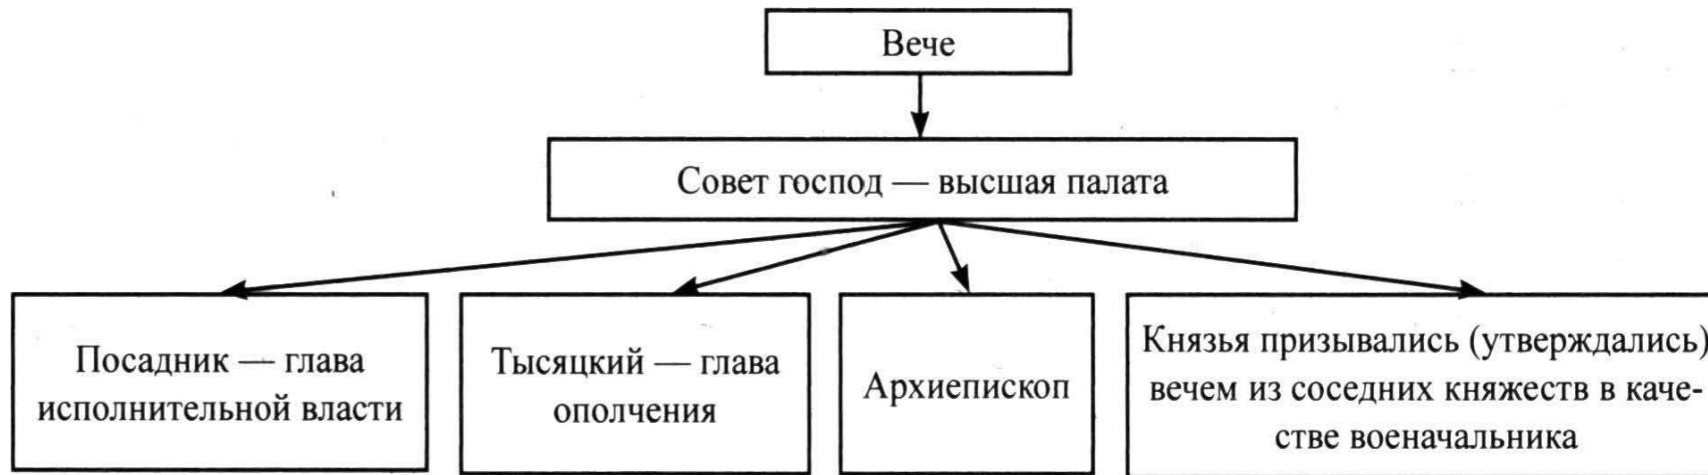 Вече
Совет господ — высшая палата
Посадник — глава
исполнительной власти
Тысяцкий — глава
ополчения
Архиепископ
Князья призывались (утверждались)
вечем из соседних княжеств в каче-
стве военачальника